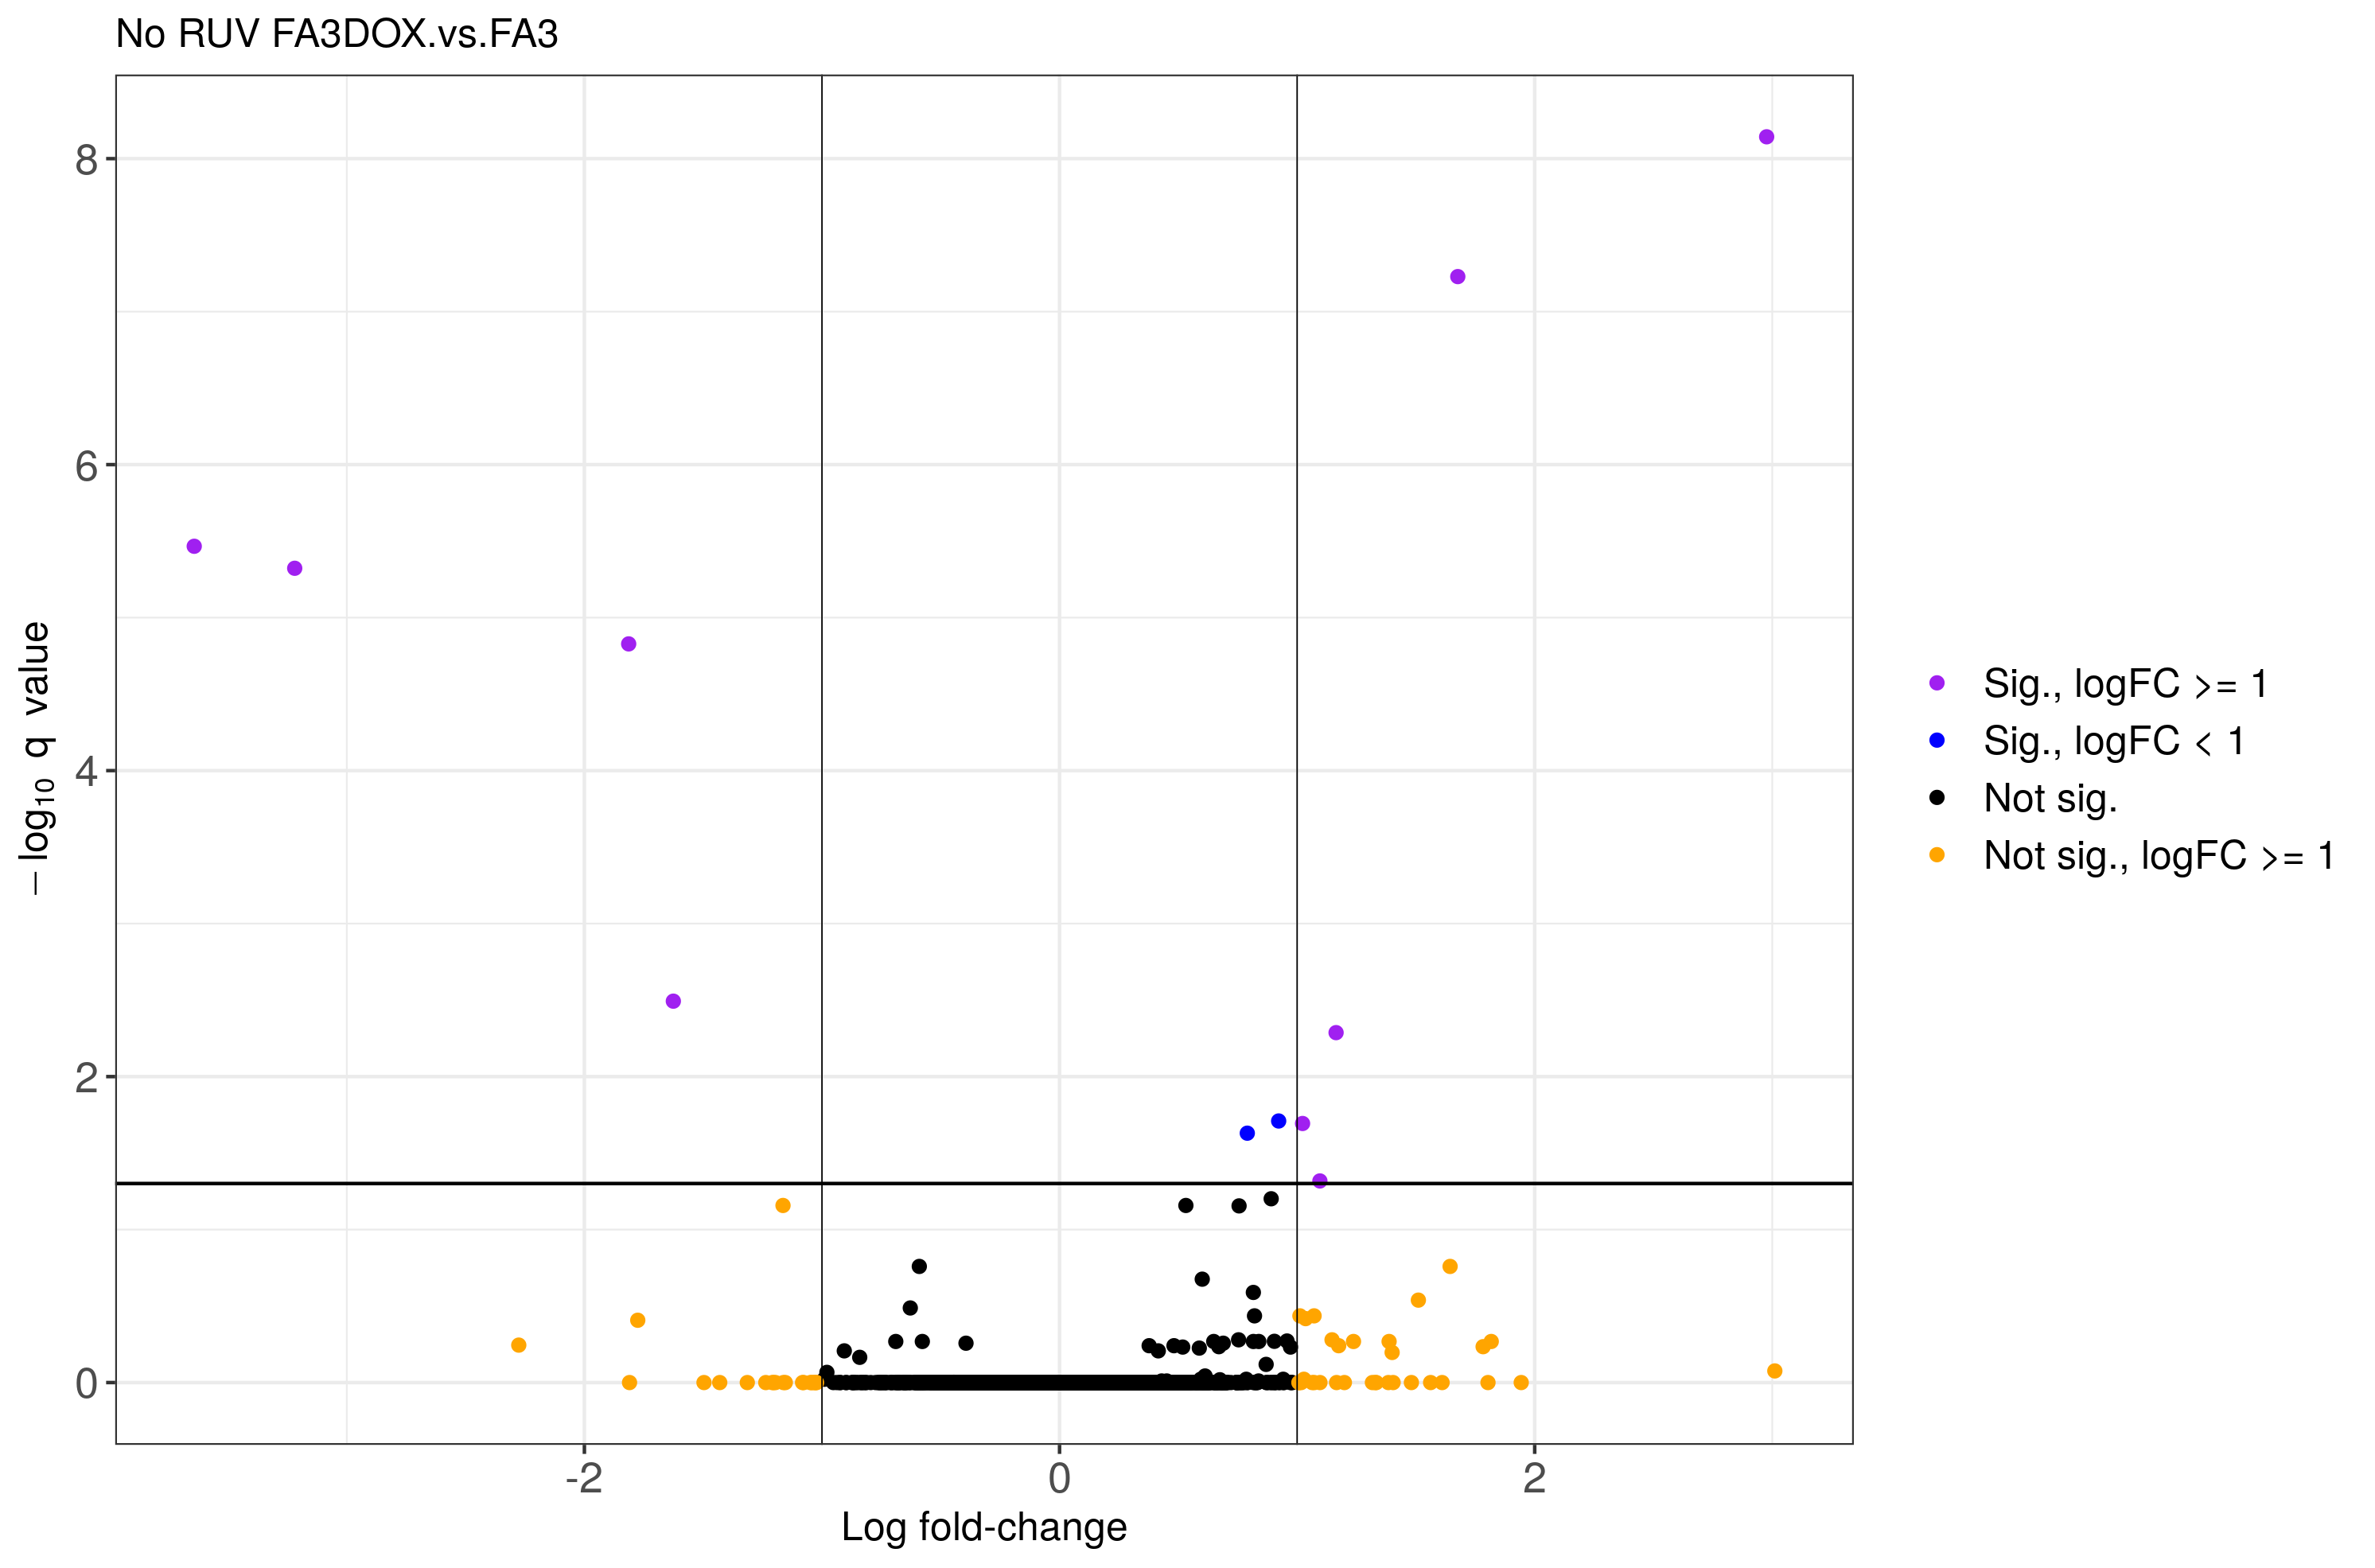 No RUV FA3DOX.vs.FA3
8
6
4
2
0
− log10 q value
-2 0 2
Log fold-change
Sig., logFC >= 1
Sig., logFC < 1
Not sig.
Not sig., logFC >= 1